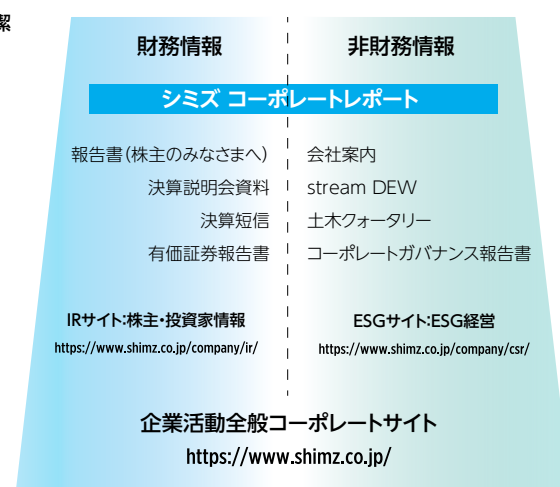 潔
財務情報
非財務情報
シミズ コーポレートレポート
報告書(株主のみなさまへ)
会社案内
決算説明会資料
stream DEW
決算短信
土木クォータリー
有価証券報告書
コーポレートガバナンス報告書
IRサイト:株主・投資家情報
ESGサイト:ESG経営
https://www.shimz.co.jp/company/ir/
https://www.shimz.co.jp/company/csr/
企業活動全般コーポレートサイト
https://www.shimz.co.jp/